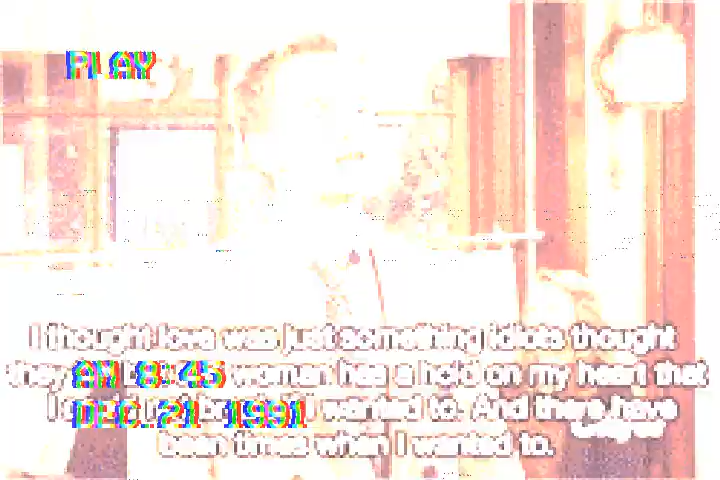 PLAY
I thought love was just something idiots thought
they AM 8:45 woman has a hold on my heart that
I DEC. 21 1991 I wanted to. And there have
been times when I wanted to.